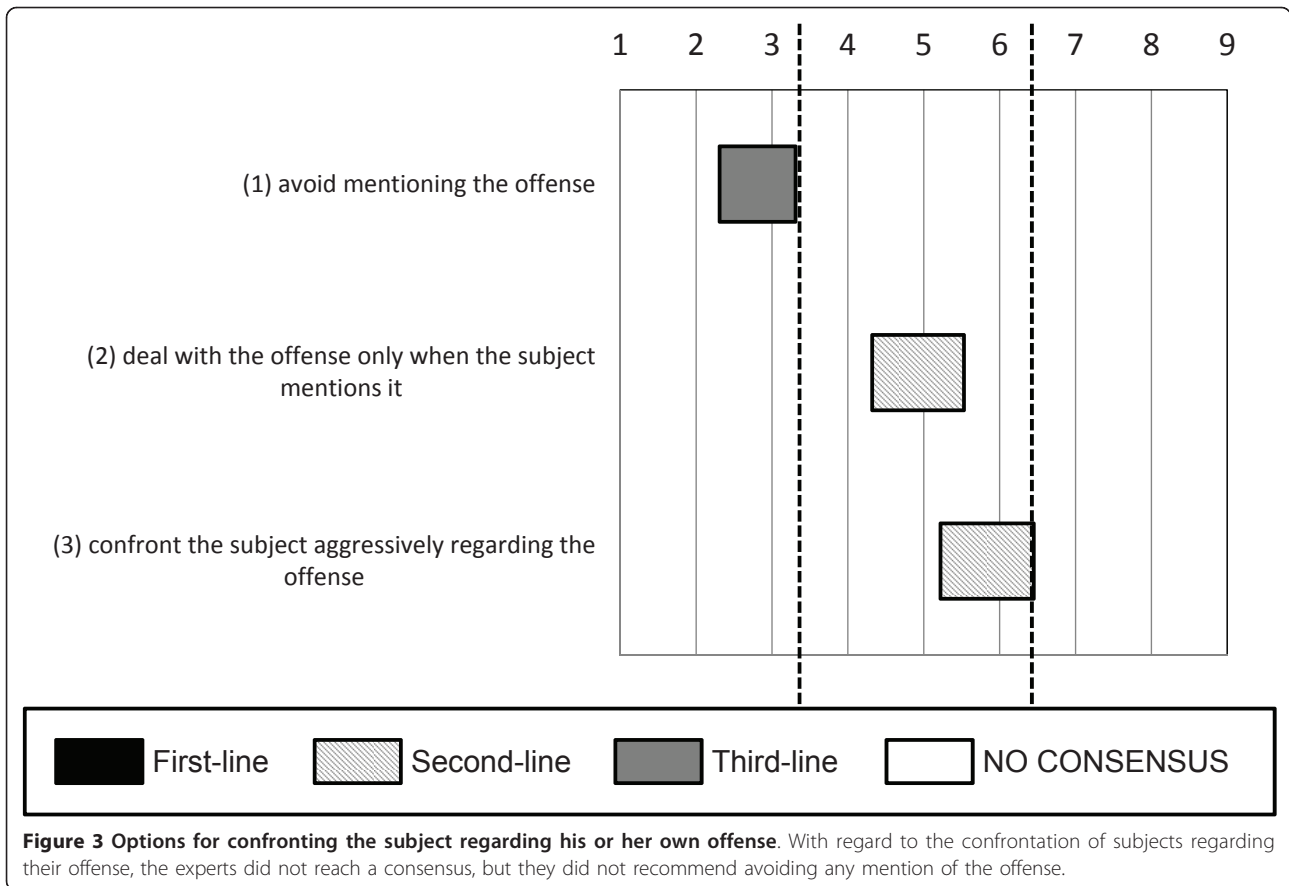 1 2 3 4 5 6 7 8 9
(1) avoid mentioning the offense
(2) deal with the offense only when the subject
mentions it
(3) confront the subject aggressively regarding the
offense
First-line Second-line Third-line NO CONSENSUS
Figure 3 Options for confronting the subject regarding his or her own offense. With regard to the confrontation of subjects regarding
their offense, the experts did not reach a consensus, but they did not recommend avoiding any mention of the offense.